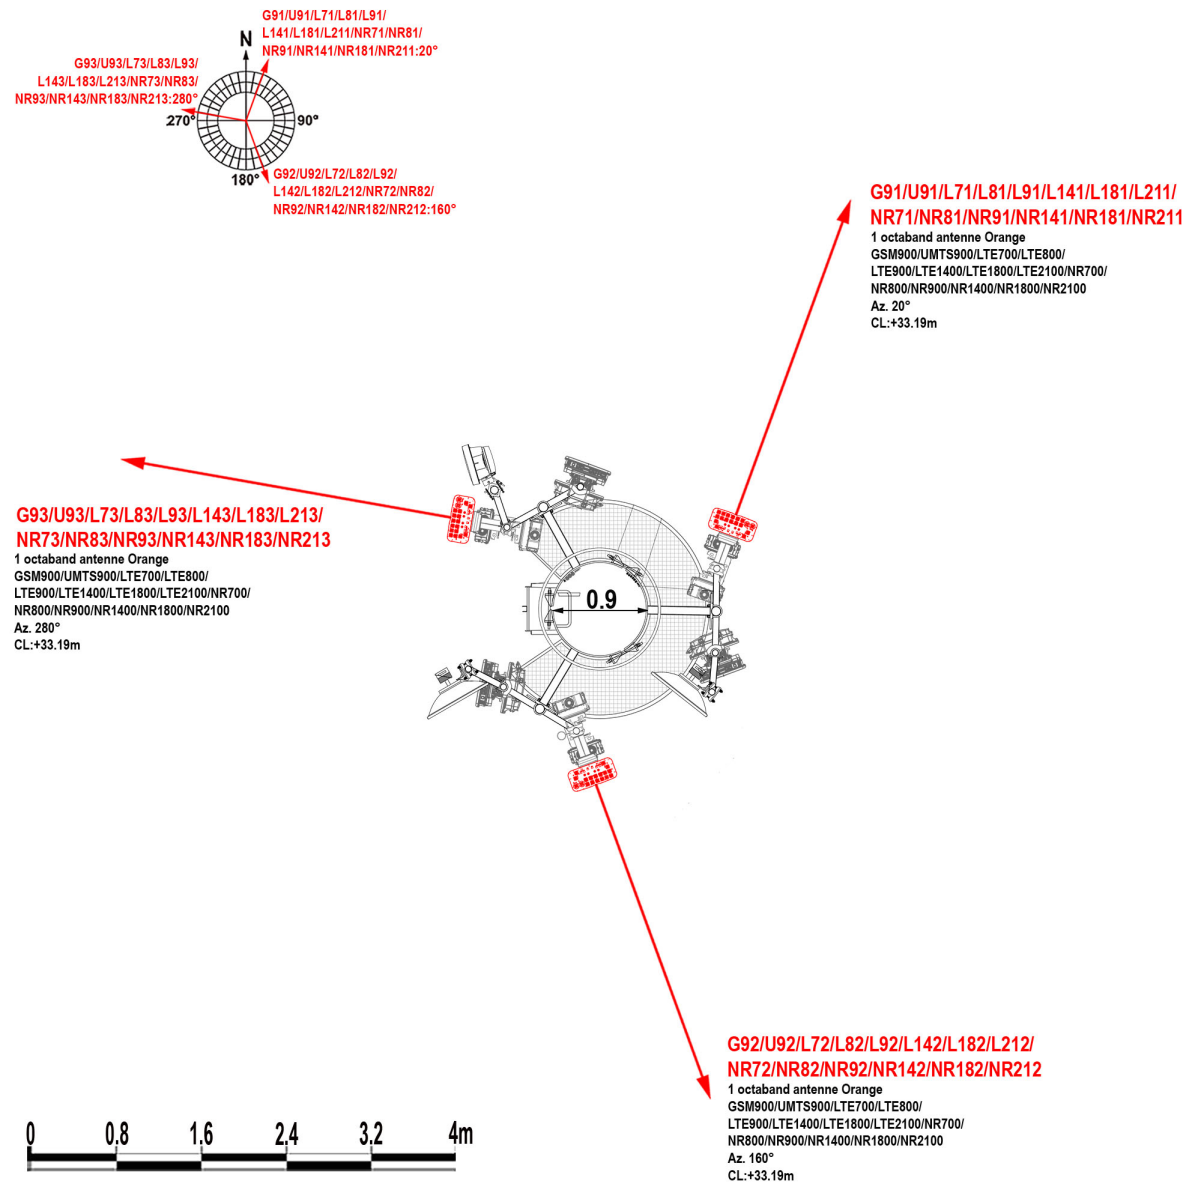 G91/U91/L71/L81/L91/
L141/L181/L211/NR71/NR81/
NR91/NR141/NR181/NR211:20°
N
G93/U93/L73/L83/L93/
L143/L183/L213/NR73/NR83/
NR93/NR143/NR183/NR213:280°
270°
90°
180°
G92/U92/L72/L82/L92/
L142/L182/L212/NR72/NR82/
NR92/NR142/NR182/NR212:160°
G91/U91/L71/L81/L91/L141/L181/L211/
NR71/NR81/NR91/NR141/NR181/NR211
1 octaband antenne Orange
GSM900/UMTS900/LTE700/LTE800/
LTE900/LTE1400/LTE1800/LTE2100/NR700/
NR800/NR900/NR1400/NR1800/NR2100
Az. 20°
CL:+33.19m
G93/U93/L73/L83/L93/L143/L183/L213/
NR73/NR83/NR93/NR143/NR183/NR213
1 octaband antenne Orange
GSM900/UMTS900/LTE700/LTE800/
LTE900/LTE1400/LTE1800/LTE2100/NR700/
NR800/NR900/NR1400/NR1800/NR2100
Az. 280°
CL:+33.19m
0.9
G92/U92/L72/L82/L92/L142/L182/L212/
NR72/NR82/NR92/NR142/NR182/NR212
1 octaband antenne Orange
GSM900/UMTS900/LTE700/LTE800/
LTE900/LTE1400/LTE1800/LTE2100/NR700/
NR800/NR900/NR1400/NR1800/NR2100
Az. 160°
CL:+33.19m
0 0.8 1.6 2.4 3.2 4m